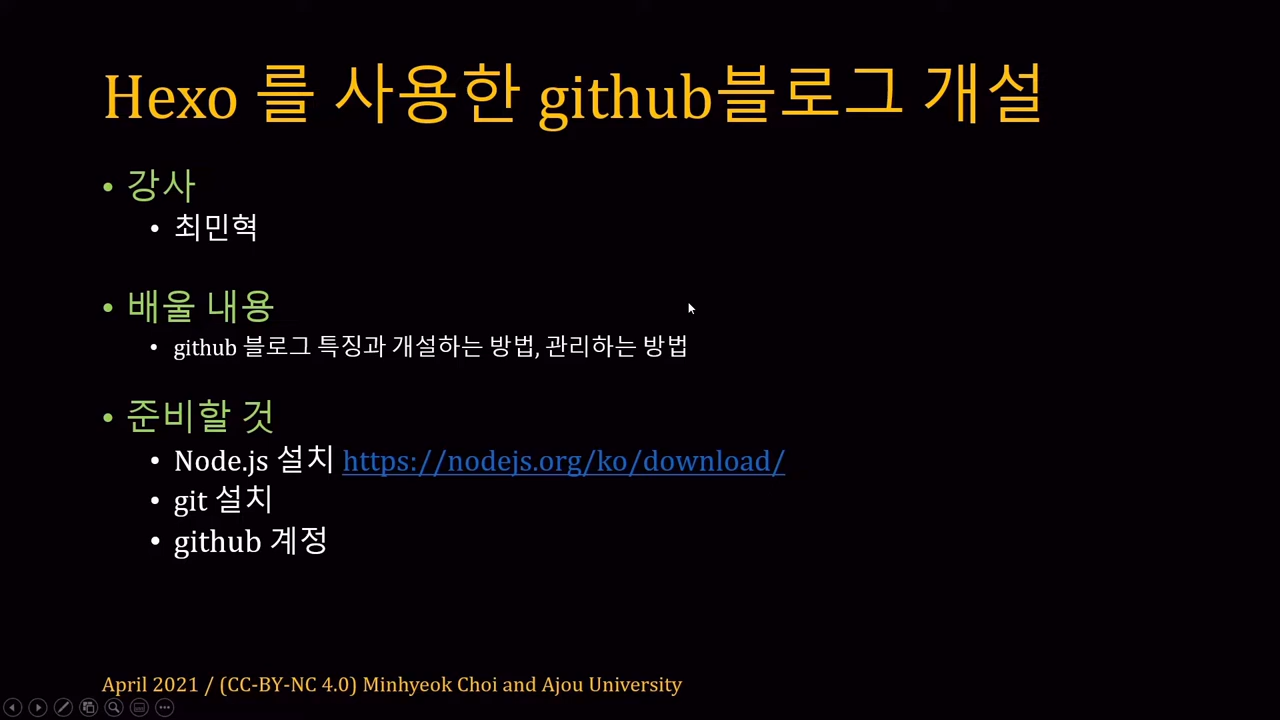 Hexo 를 사용한 github블로그 개설
• 강사
• 최민혁
• 배울 내용
• github 블로그 특징과 개설하는 방법, 관리하는 방법
• 준비할 것
• Node.js 설치 https://nodejs.org/ko/download/
• git 설치
• github 계정
April 2021 / (CC-BY-NC 4.0) Minhyeok Choi and Ajou University